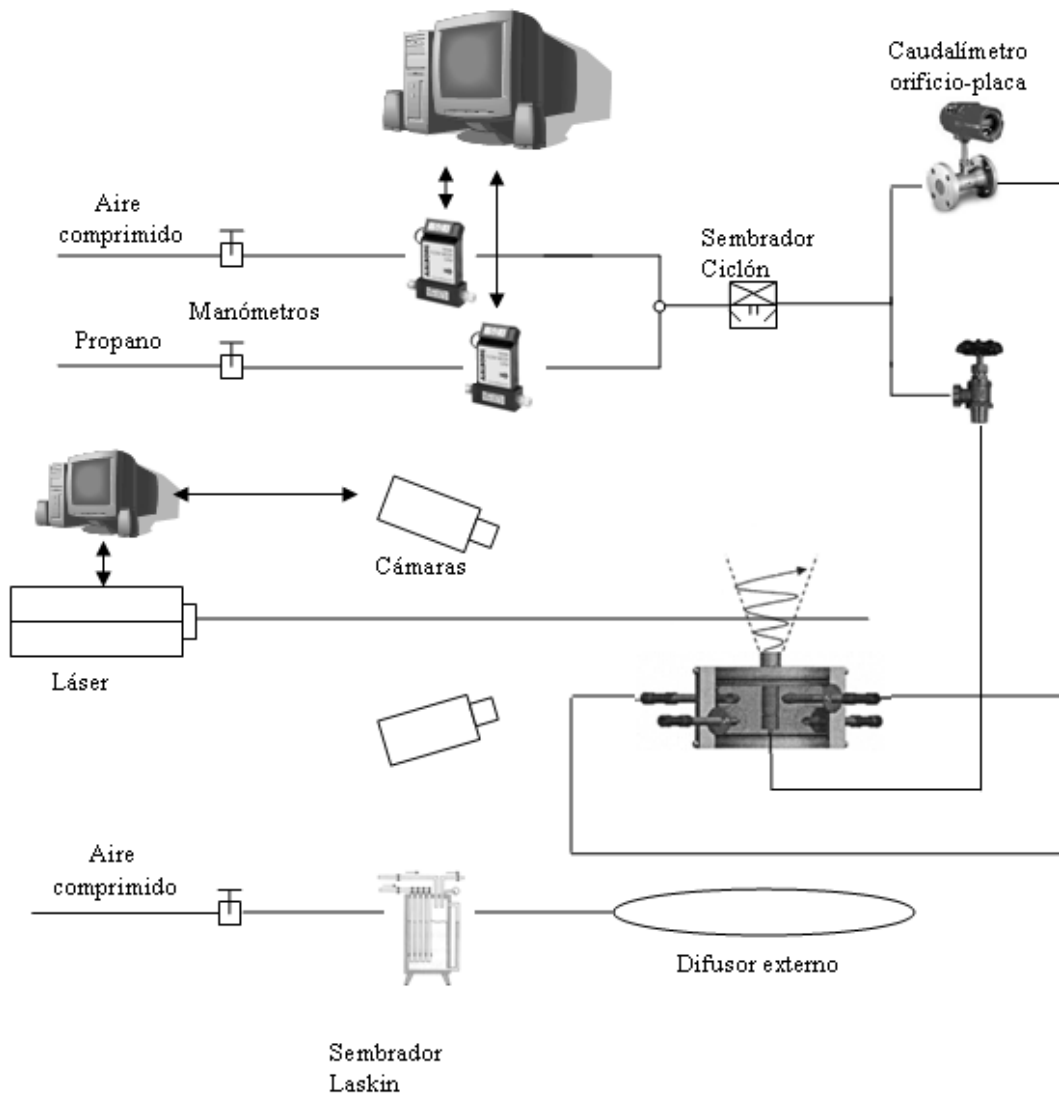 Caudalímetro
orificio-placa
Aire
comprimido
Sembrador
Ciclón
Manómetros
Propano
Cámaras
Láser
Aire
comprimido
Difusor externo
Sembrador
Laskin